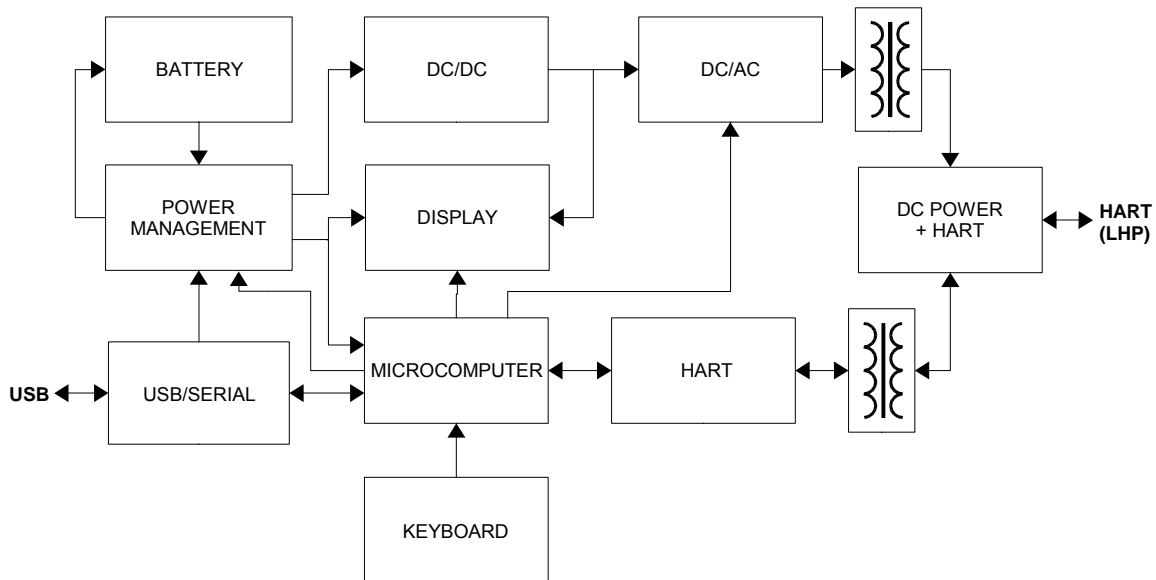 BATTERY
DC/DC
DC/AC
POWER
MANAGEMENT
DISPLAY
DC POWER
+ HART
HART
(LHP)
USB
USB/SERIAL
MICROCOMPUTER
HART
KEYBOARD